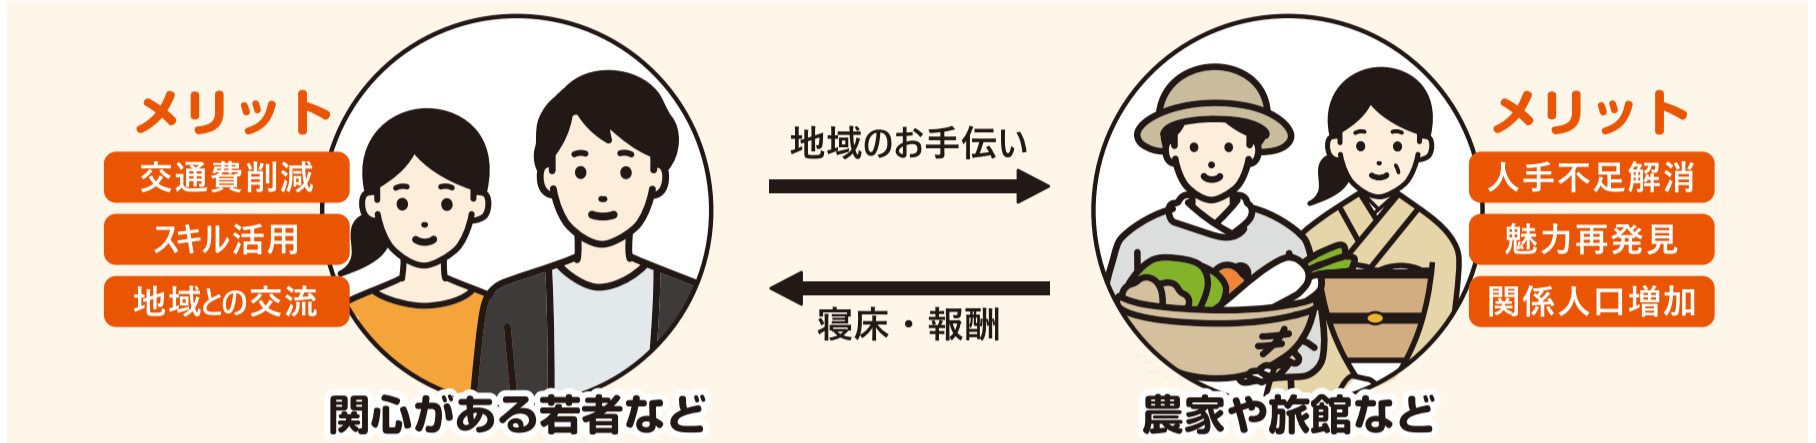 メリット
交通費削減
スキル活用
地域との交流
関心がある若者など
地域のお手伝い
寝床・報酬
メリット
人手不足解消
魅力再発見
関係人口増加
農家や旅館など